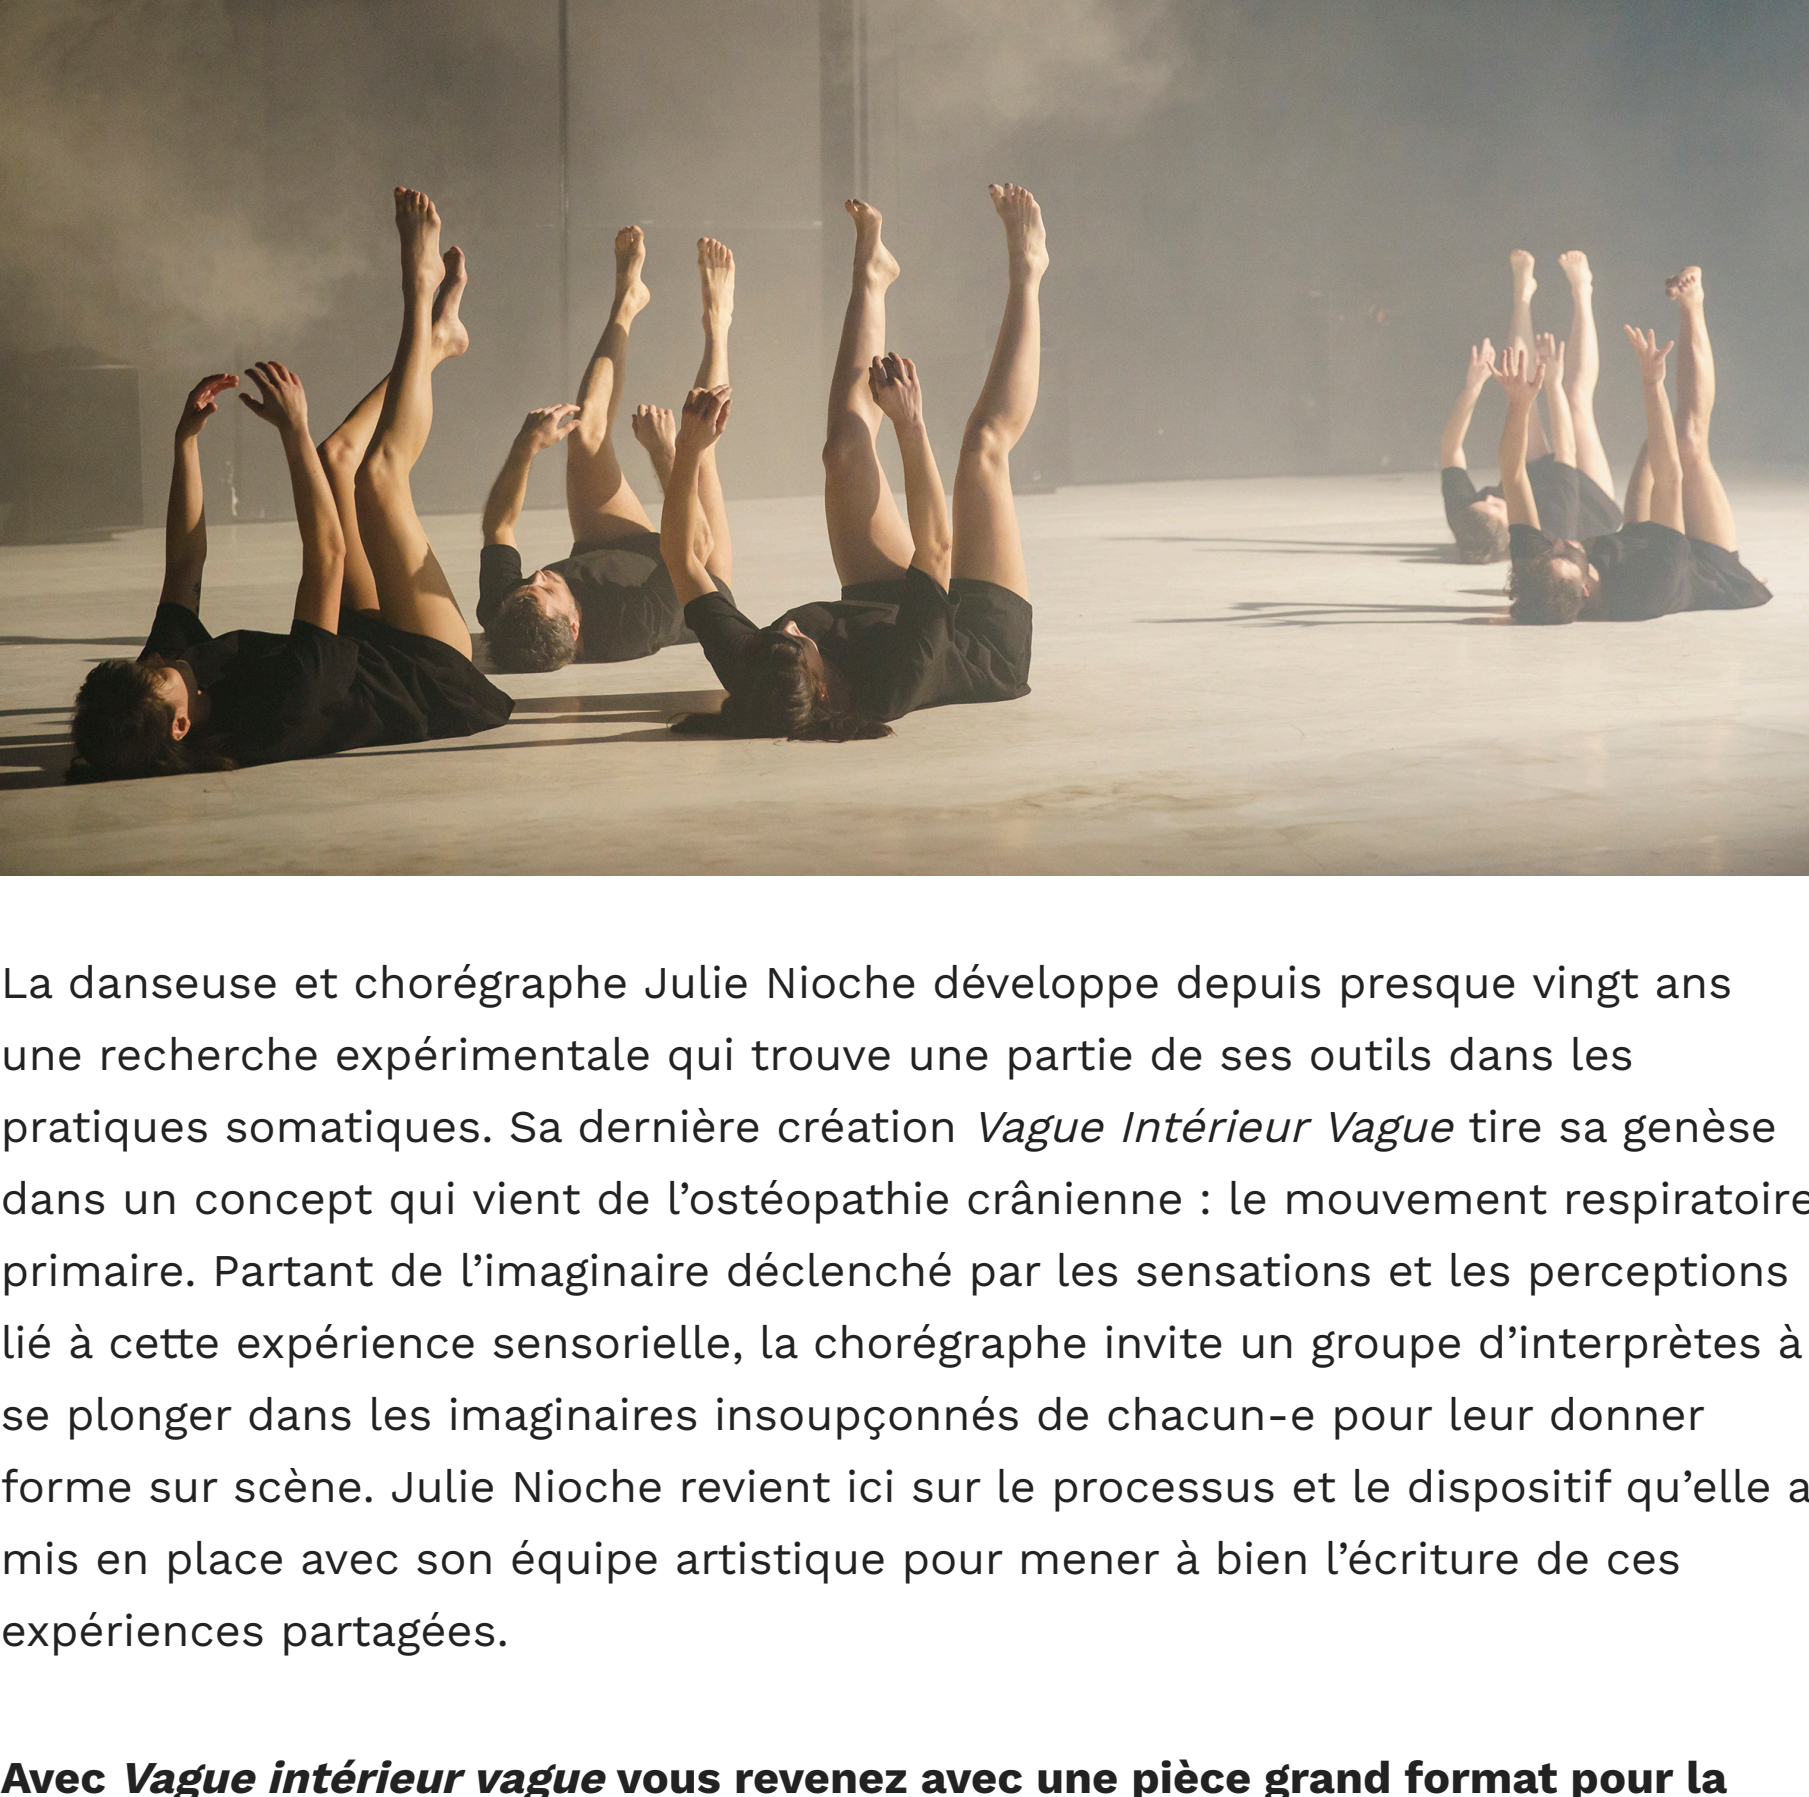 La danseuse et chorégraphe Julie Nioche développe depuis presque vingt ans
une recherche expérimentale qui trouve une partie de ses outils dans les
pratiques somatiques. Sa dernière création Vague Intérieur Vague tire sa genèse
dans un concept qui vient de l’ostéopathie crânienne : le mouvement respiratoire
primaire. Partant de l’imaginaire déclenché par les sensations et les perceptions
lié à cette expérience sensorielle, la chorégraphe invite un groupe d’interprètes à
se plonger dans les imaginaires insoupçonnés de chacun-e pour leur donner
forme sur scène. Julie Nioche revient ici sur le processus et le dispositif qu’elle a
mis en place avec son équipe artistique pour mener à bien l’écriture de ces
expériences partagées.
Avec Vague intérieur vague vous revenez avec une pièce grand format pour la